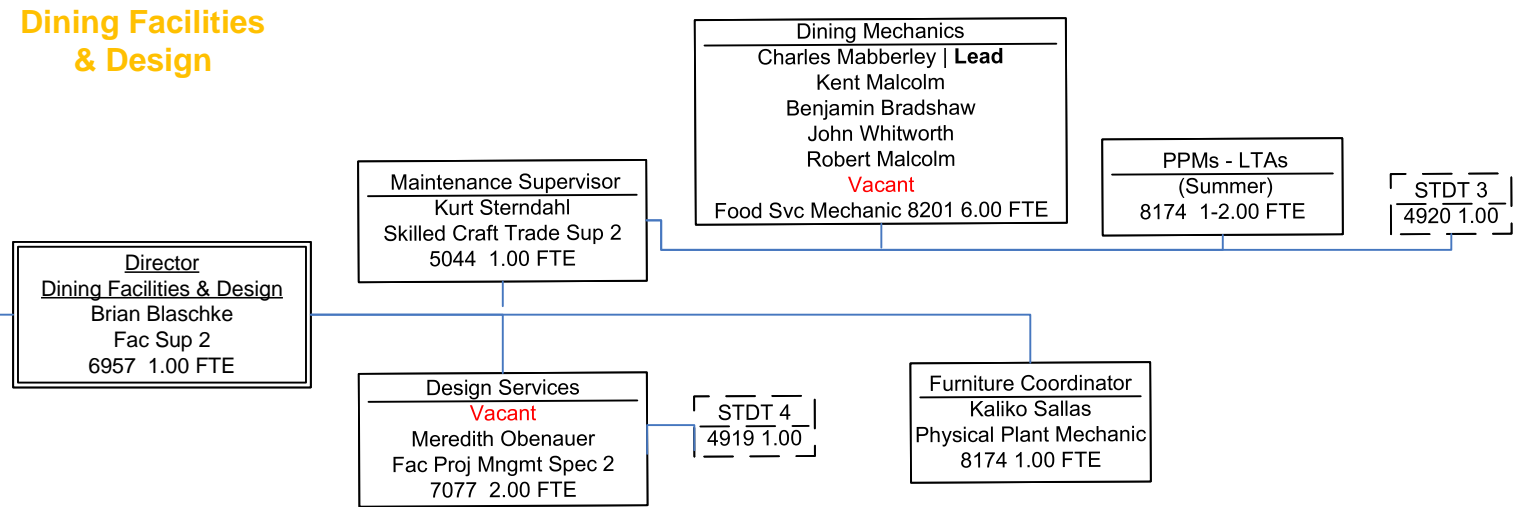 Dining Facilities
& Design
Dining Mechanics
Charles Mabberley | Lead
Kent Malcolm
Benjamin Bradshaw
John Whitworth
Robert Malcolm
Vacant
Food Svc Mechanic 8201 6.00 FTE
PPMs - LTAs
(Summer)
8174  1-2.00 FTE
STDT 3
4920 1.00
Maintenance Supervisor
Kurt Sterndahl
Skilled Craft Trade Sup 2
5044  1.00 FTE
Director
Dining Facilities & Design
Brian Blaschke
Fac Sup 2
6957  1.00 FTE
Design Services
Vacant
Meredith Obenauer
Fac Proj Mngmt Spec 2
7077  2.00 FTE
STDT 4
4919 1.00
Furniture Coordinator
Kaliko Sallas
Physical Plant Mechanic
8174 1.00 FTE